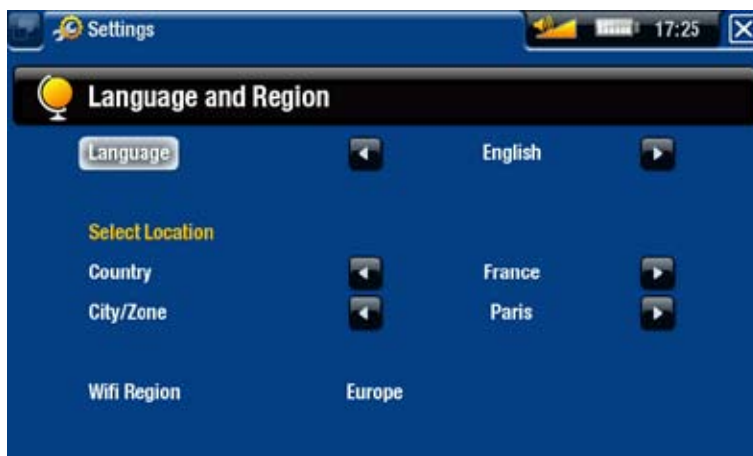 Settings 17:25
Language and Region
Language English
Select Location
Country France
City/Zone Paris
Wifi Region Europe